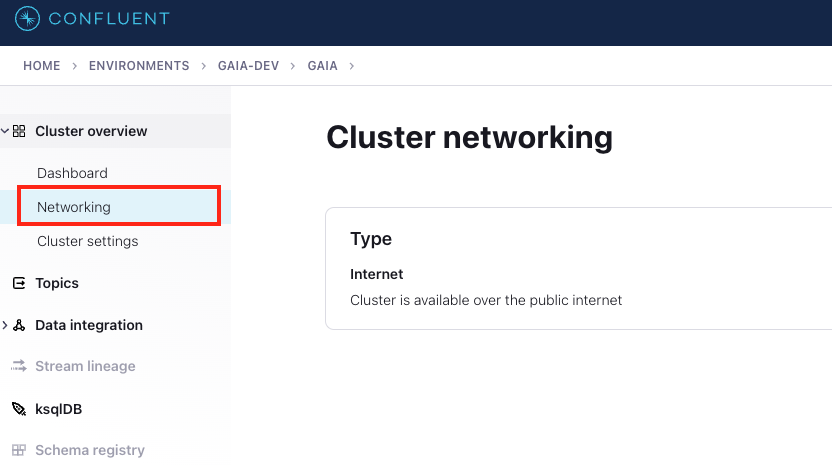 CONFLUENT
HOME > ENVIRONMENTS > GAIA-DEV > GAIA >
Cluster overview
Dashboard
Networking
Cluster settings
Topics
Data integration
Stream lineage
ksqlDB
Schema registry
Cluster networking
Type
Internet
Cluster is available over the public internet